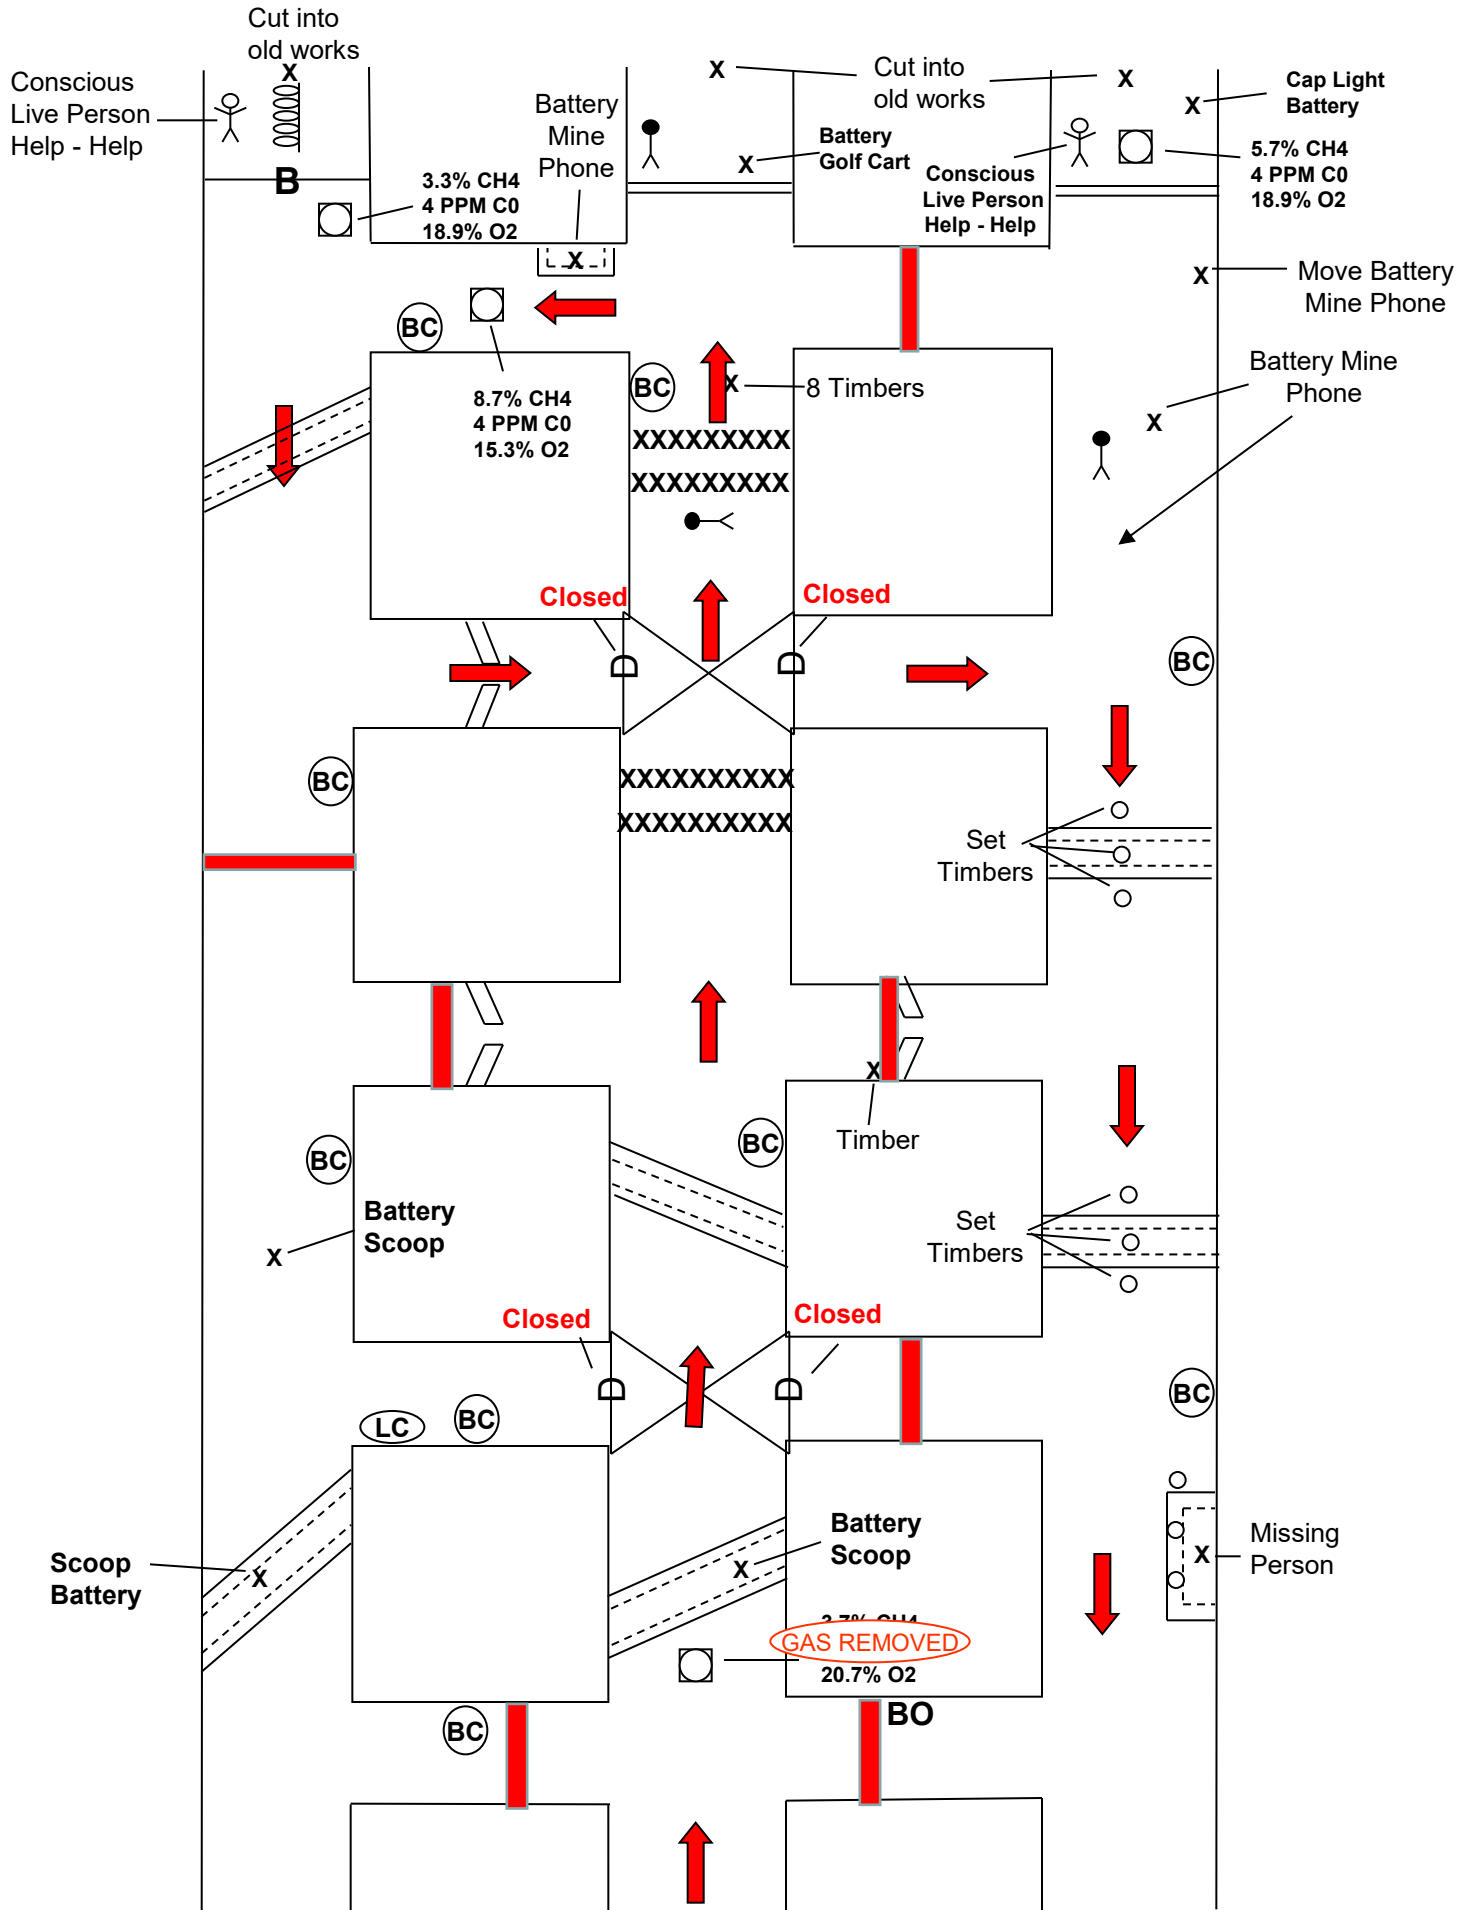 Cut into
old works
Conscious
Live Person
Help - Help
X
B
3.3% CH4
4 PPM C0
18.9% O2
Battery
Mine
Phone
X
X
Cut into
old works
X
X
Battery
Golf Cart
Conscious
Live Person
Help - Help
X
Cap Light
Battery
5.7% CH4
4 PPM C0
18.9% O2
X
Move Battery
Mine Phone
BC
8.7% CH4
4 PPM C0
15.3% O2
BC
X
8 Timbers
XXXXXXXXX
XXXXXXXXX
Battery Mine
Phone
X
Closed
Closed
D
D
BC
BC
XXXXXXXXXX
XXXXXXXXXX
Set
Timbers
X
Timber
BC
BC
Battery
Scoop
X
Set
Timbers
Closed
Closed
D
D
BC
LC
BC
Scoop
Battery
X
X
Battery
Scoop
X
Missing
Person
GAS REMOVED
20.7% O2
BC
BO